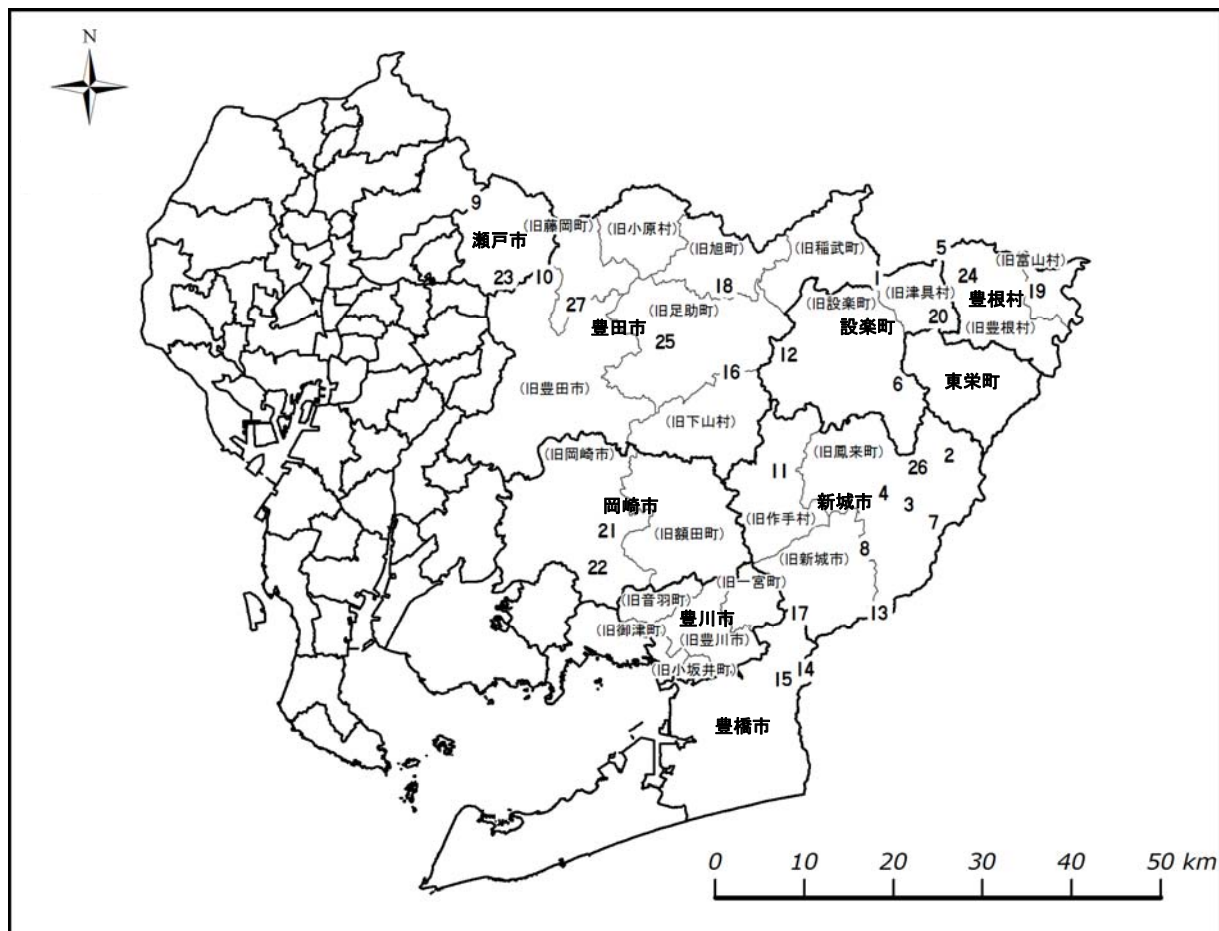 N
9
瀬戸市
23
10
(旧藤岡町)
(旧小原村)
(旧旭町)
(旧稲武町)
18
27
豊田市
(旧足助町)
25
(旧豊田市)
16
(旧下山村)
1
5
(旧津具村)
20
(旧設楽町)
設楽町
12
6
24
(旧富山村)
19
豊根村
(旧豊根村)
東栄町
(旧岡崎市)
岡崎市
21
(旧額田町)
22
11
(旧鳳来町)
26
2
4
3
新城市
7
(旧作手村)
8
(旧新城市)
17
13
(旧一宮町)
(旧音羽町)
豊川市
(旧御津町)
(旧豊川市)
(旧小坂井町)
15
14
豊橋市
0 10 20 30 40 50 km